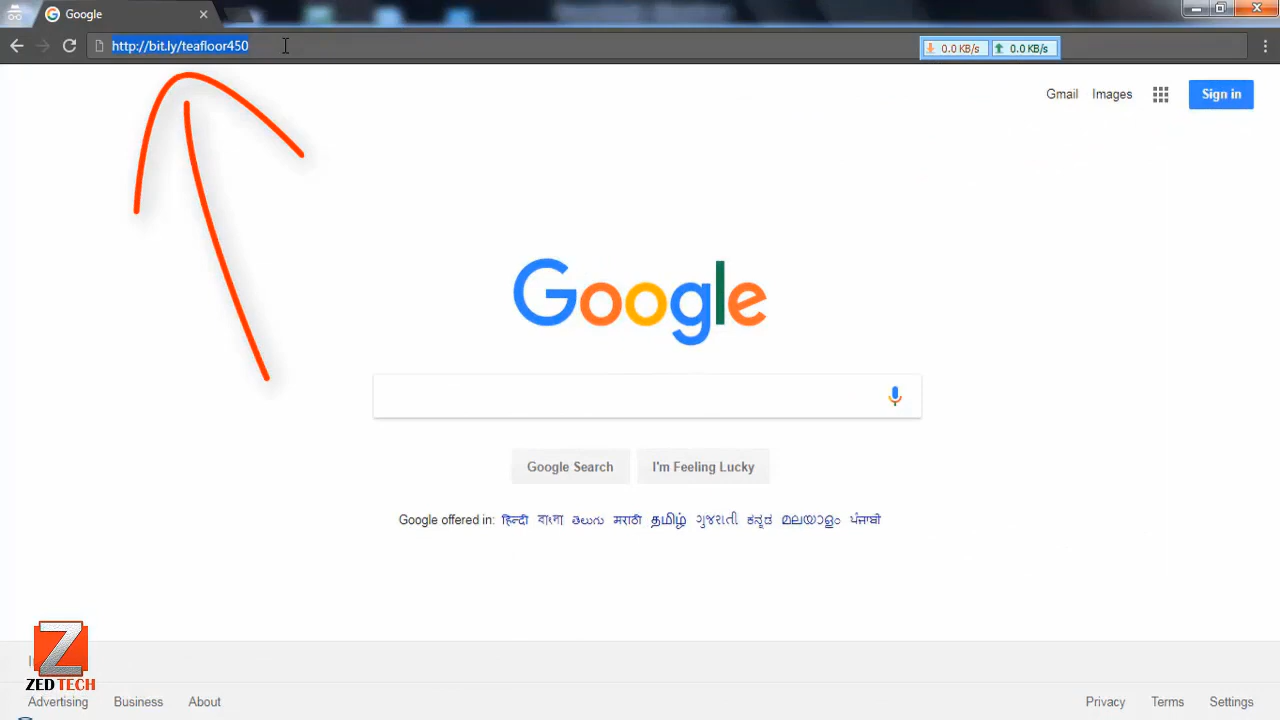 Google
http://bit.ly/teafloor450
0.0 KB/s
0.0 KB/s
Gmail
Images
Sign in
Google
Google Search
I'm Feeling Lucky
Google offered in: हिन्दी বাংলা తెలుగు मराठी தமிழ் ગુજરાતી ಕನ್ನಡ മലയാളം ਪੰਜਾਬੀ
Z
ZED TECH
Advertising
Business
About
Privacy
Terms
Settings